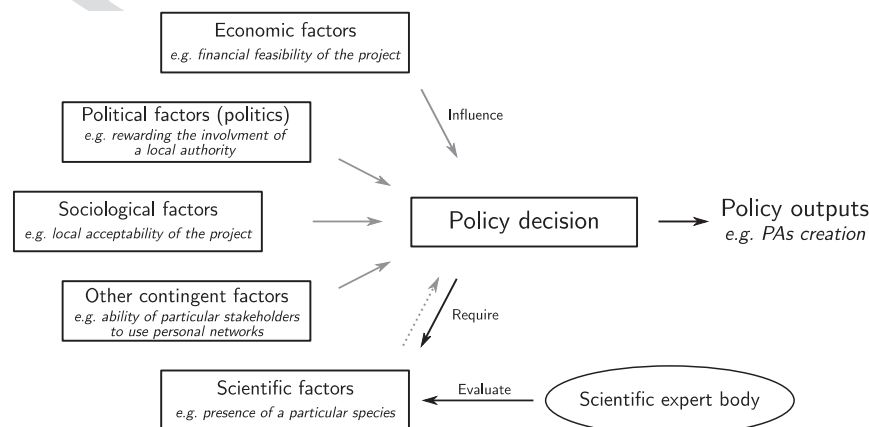 Economic factors
e.g. financial feasibility of the project
Influence
Political factors (politics)
e.g. rewarding the involvment of
a local authority
Sociological factors
e.g. local acceptability of the project
Policy decision
Policy outputs
e.g. PAs creation
Other contingent factors
e.g. ability of particular stakeholders
to use personal networks
Require
Scientific factors
e.g. presence of a particular species
Evaluate
Scientific expert body